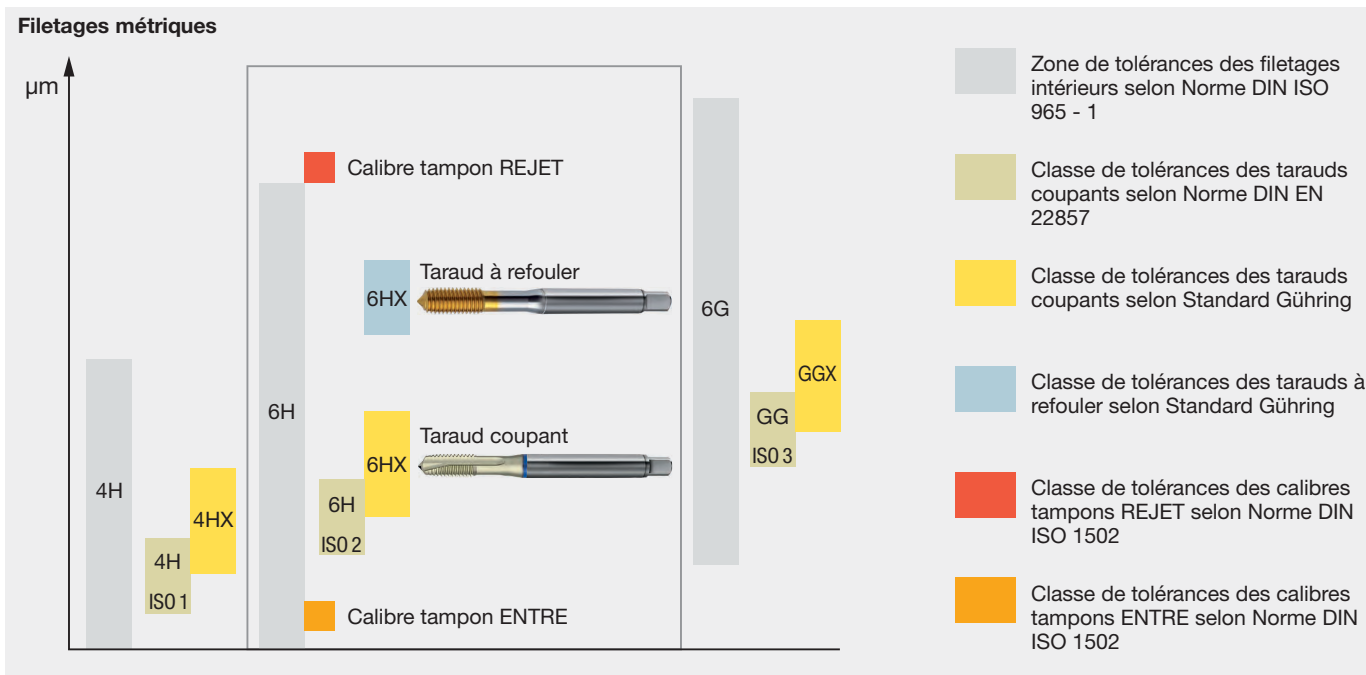 Filetages métriques
µm
Calibre tampon REJET
Taraud à refouler
6HX
6G
GGX
6H
GG
Taraud coupant
ISO 3
6HX
4H
6H
4HX
ISO 2
4H
ISO 1
Calibre tampon ENTRE
Zone de tolérances des filetages
intérieurs selon Norme DIN ISO
965 - 1
Classe de tolérances des tarauds
coupants selon Norme DIN EN
22857
Classe de tolérances des tarauds
coupants selon Standard Gühring
Classe de tolérances des tarauds à
refouler selon Standard Gühring
Classe de tolérances des calibres
tampons REJET selon Norme DIN
ISO 1502
Classe de tolérances des calibres
tampons ENTRE selon Norme DIN
ISO 1502